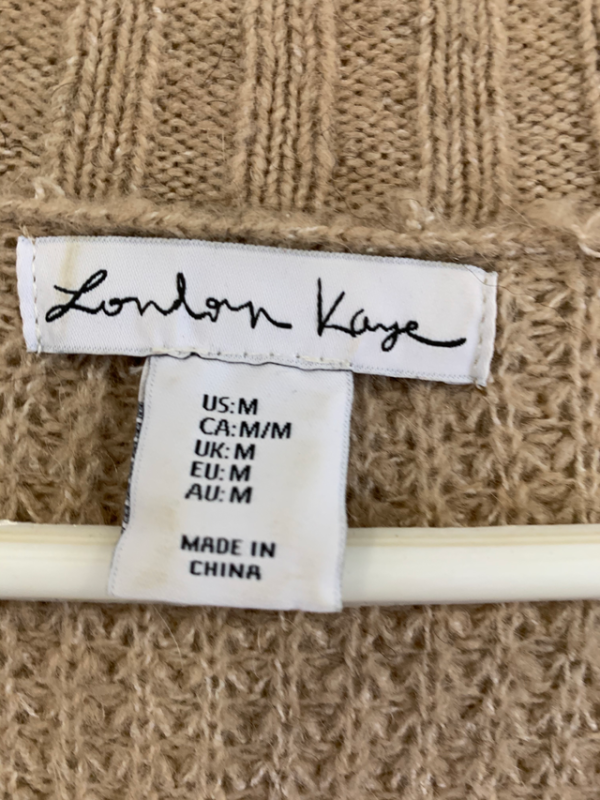 London Kaye
US:M
CA:M/M
UK:M
EU:M
AU:M
MADE IN
CHINA